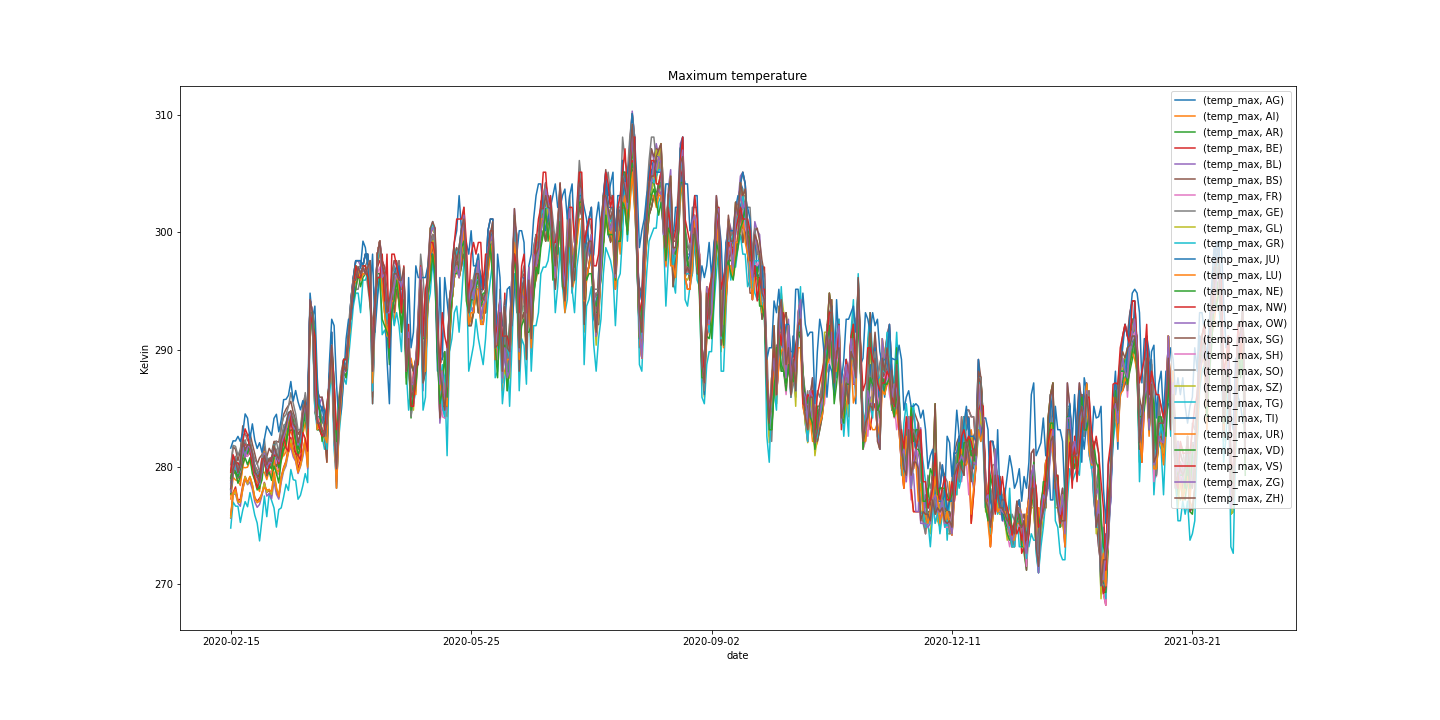 Maximum temperature
310
300
290
280
270
Kelvin
2020-02-15
2020-05-25
2020-09-02
2020-12-11
2021-03-21
date
(temp_max, AG)
(temp_max, AI)
(temp_max, AR)
(temp_max, BE)
(temp_max, BL)
(temp_max, BS)
(temp_max, FR)
(temp_max, GE)
(temp_max, GL)
(temp_max, GR)
(temp_max, JU)
(temp_max, LU)
(temp_max, NE)
(temp_max, NW)
(temp_max, OW)
(temp_max, SG)
(temp_max, SH)
(temp_max, SO)
(temp_max, SZ)
(temp_max, TG)
(temp_max, TI)
(temp_max, UR)
(temp_max, VD)
(temp_max, VS)
(temp_max, ZG)
(temp_max, ZH)